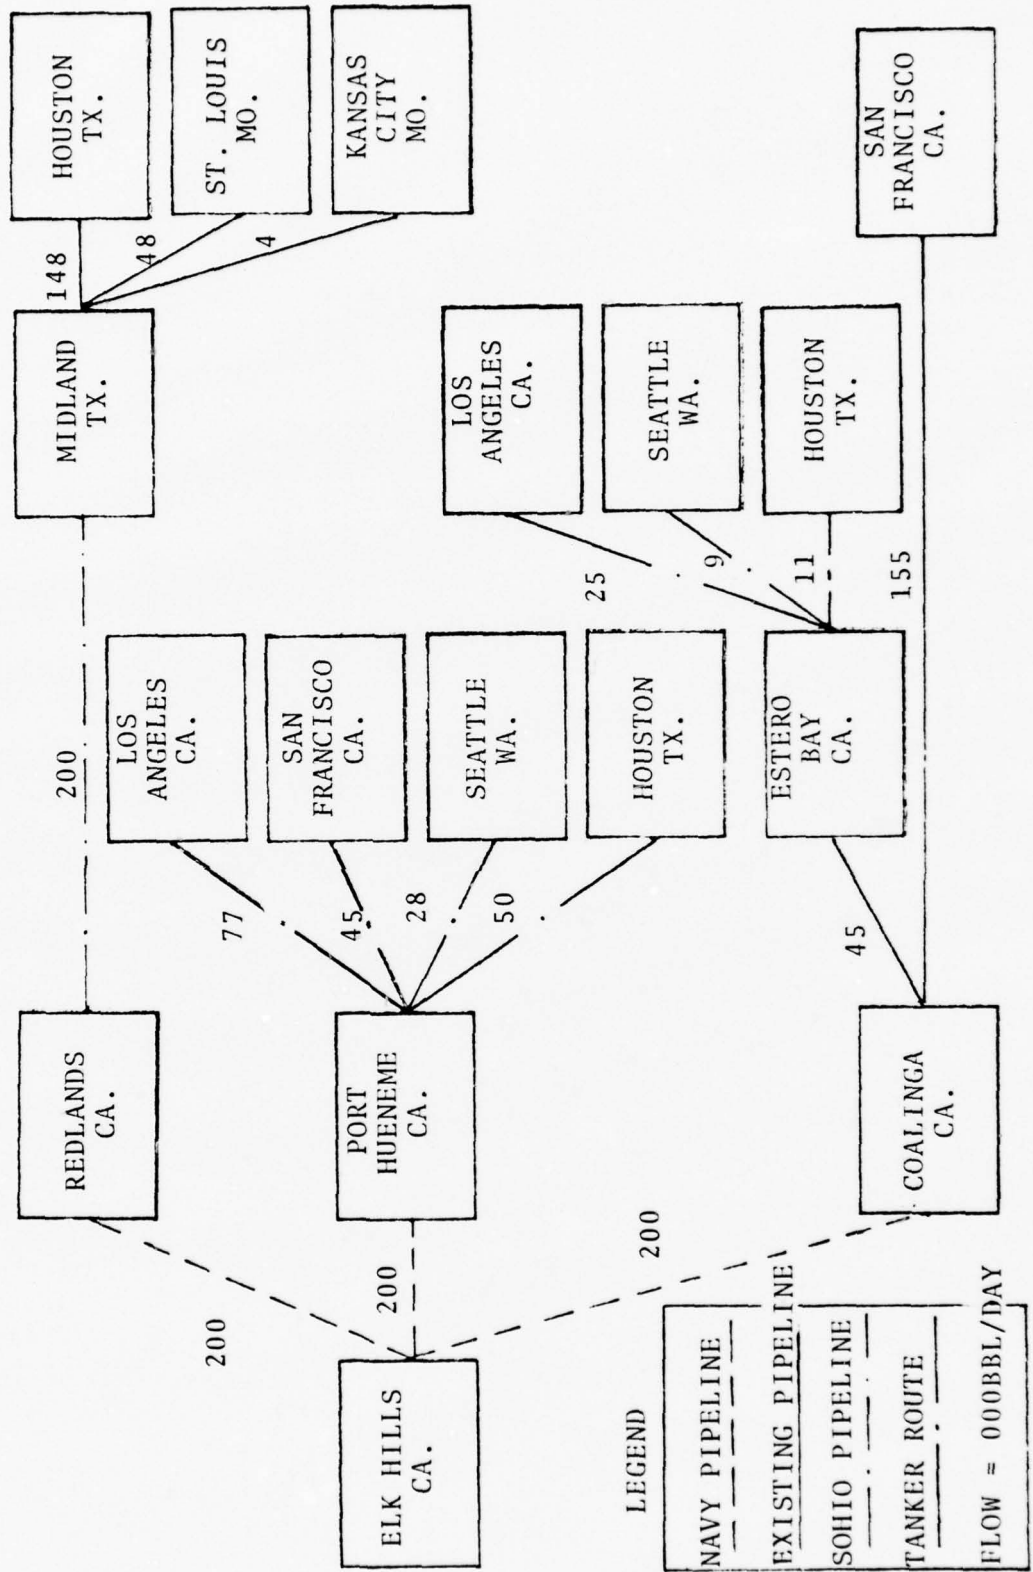 HOUSTON
TX.
ST. LOUIS
MO.
KANSAS
CITY
MO.
148
48
4
MIDLAND
TX.
200
REDLANDS
CA.
200
LOS
ANGELES
CA.
SAN
FRANCISCO
CA.
SEATTLE
WA.
HOUSTON
TX.
77
45
28
50
PORT
HUENEME
CA.
200
ELK HILLS
CA.
LOS
ANGELES
CA.
SEATTLE
WA.
HOUSTON
TX.
25
9
11
ESTERO
BAY
CA.
45
SAN
FRANCISCO
CA.
155
COALINGA
CA.
200
LEGEND
NAVY PIPELINE
EXISTING PIPELINE
SOHIO PIPELINE
TANKER ROUTE
FLOW = 000BBL/DAY